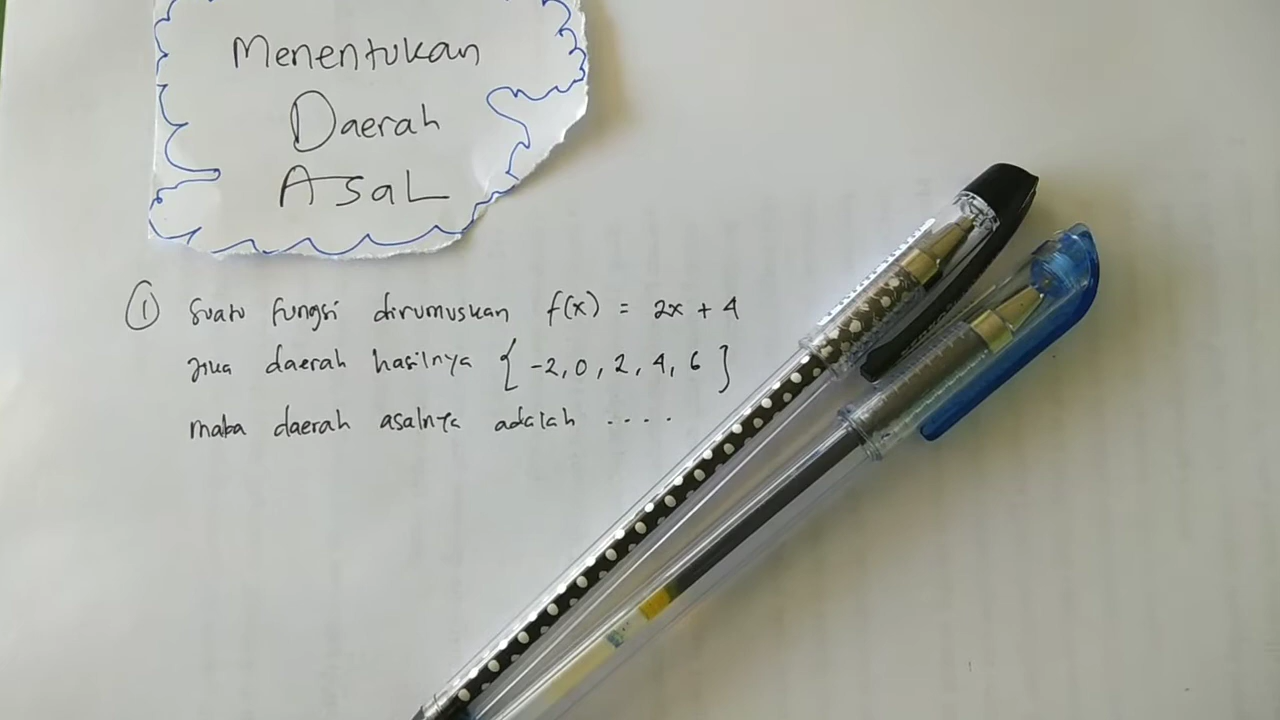 Menentukan
Daerah
Asal
① Suatu fungsi dirumuskan f(x) = 2x + 4
Jika daerah hasilnya { -2, 0, 2, 4, 6 }
maka daerah asalnya adalah ....